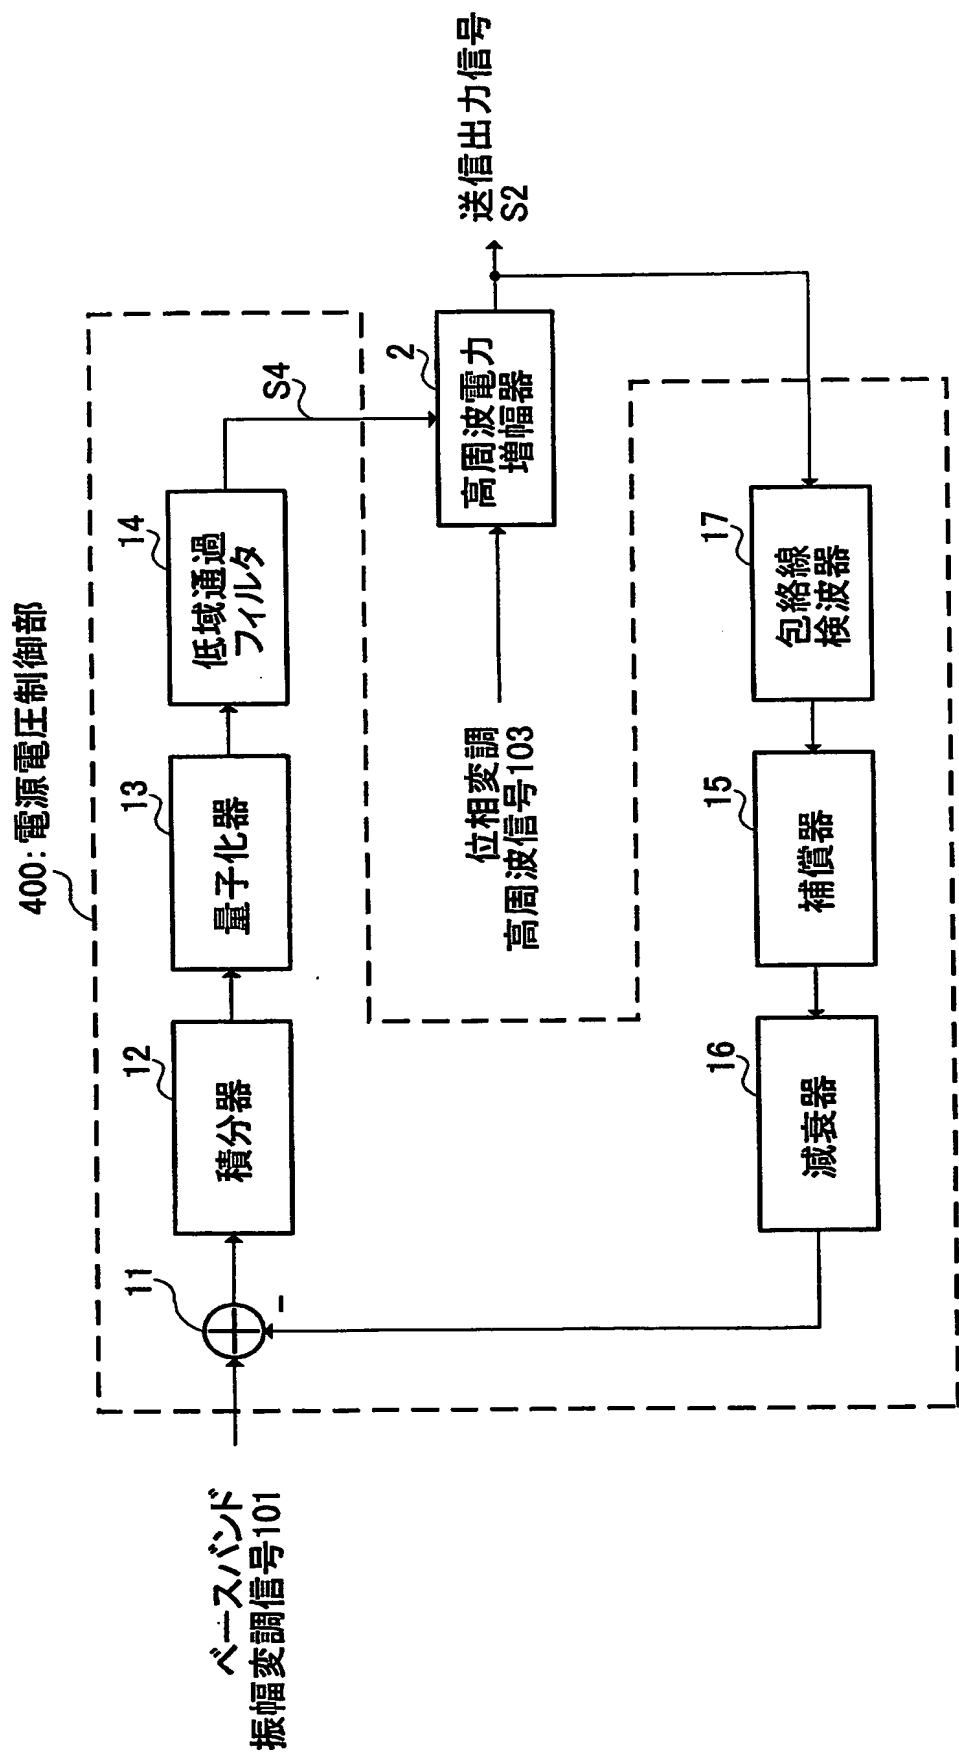 400:電源電圧制御部
ベースバンド
振幅変調信号101
11
-
12
積分器
13
量子化器
14
低域通過
フィルタ
S4
2
高周波電力
増幅器
位相変調
高周波信号103
送信出力信号
S2
17
包絡線
検波器
15
補償器
16
減衰器